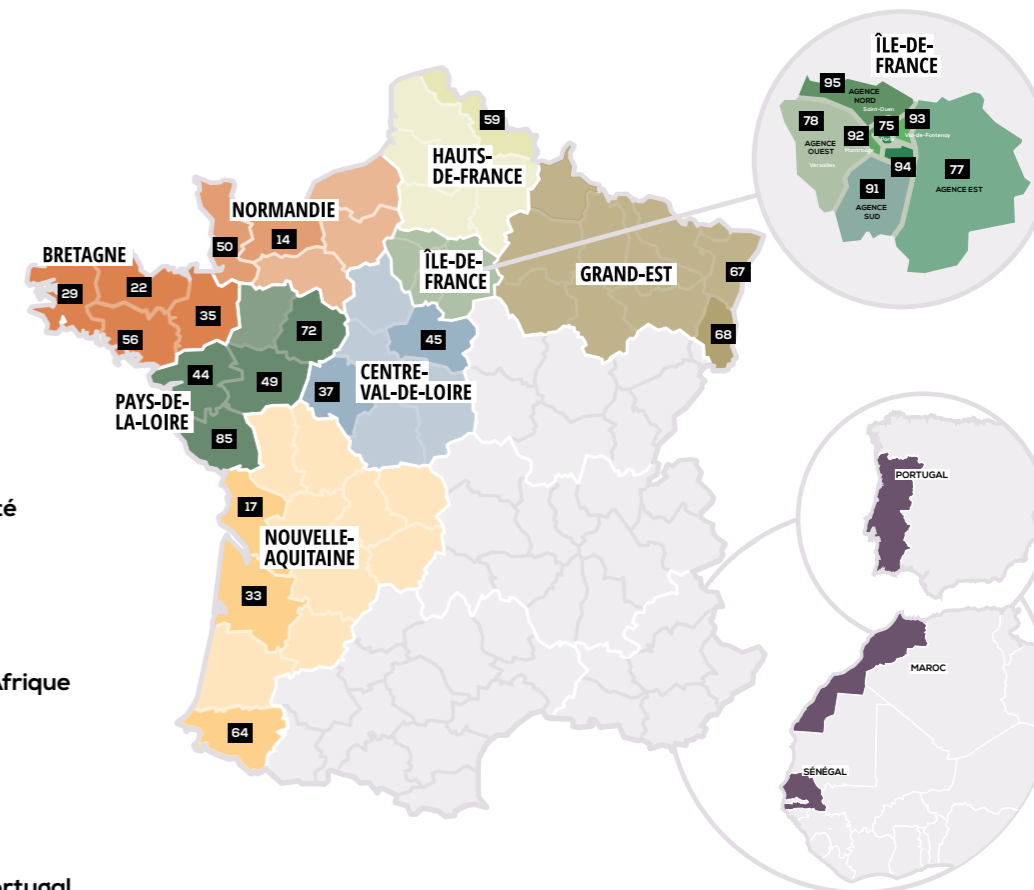 ÎLE-DE-
FRANCE
95
AGENCE
NORD
Saint-Ouen
78
92
75
93
Paris
Val-de-Fontenay
AGENCE
OUEST
Montrouge
Versailles
94
77
91
AGENCE EST
AGENCE
SUD
59
HAUTS-
DE-FRANCE
NORMANDIE
50
14
BRETAGNE
29
22
35
56
ÎLE-DE-
FRANCE
GRAND-EST
67
68
72
45
44
49
37
CENTRE-
VAL-DE-LOIRE
PAYS-DE-
LA-LOIRE
85
17
NOUVELLE-
AQUITAINE
33
64
PORTUGAL
MAROC
SÉNÉGAL
té
Afrique